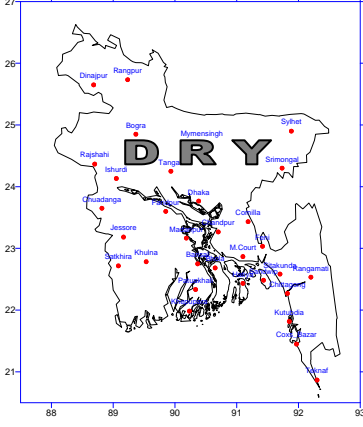 27
26
Rangpur
Dinajpur
25
Bogra
Sylhet
Mymensingh
DRY
Rajshahi
Tangail
Srimongal
Ishurdi
24
Dhaka
Chuadanga
Faridpur
Comilla
Chandpur
Jessore
Madaripur
Feni
23
Satkhira
Khulna
Barisal
M.Court
Sitakunda
Rangamati
Chittagong
Patuakhali
22
Khepupara
Kutubdia
Coxs_Bazar
21
Teknaf
88
89
90
91
92
93